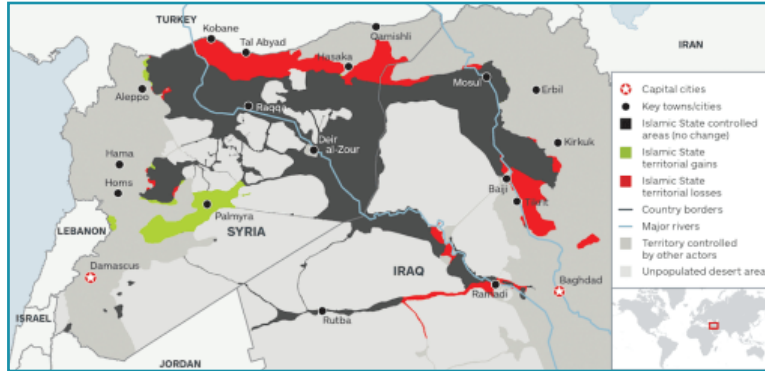 TURKEY
Kobane
Tal Abyad
Qamishli
Hasaka
IRAN
Mosul
Erbil
Aleppo
Raqqa
Deir
al-Zour
Kirkuk
Hama
Homs
Baiji
Tikrit
Palmyra
SYRIA
LEBANON
Damascus
IRAQ
Baghdad
Ramadi
ISRAEL
Rutba
JORDAN
Capital cities
Key towns/cities
Islamic State
controlled
areas (no change)
Islamic State
territorial gains
Islamic State
territorial losses
Country borders
Major rivers
Territory controlled
by other actors
Unpopulated desert area